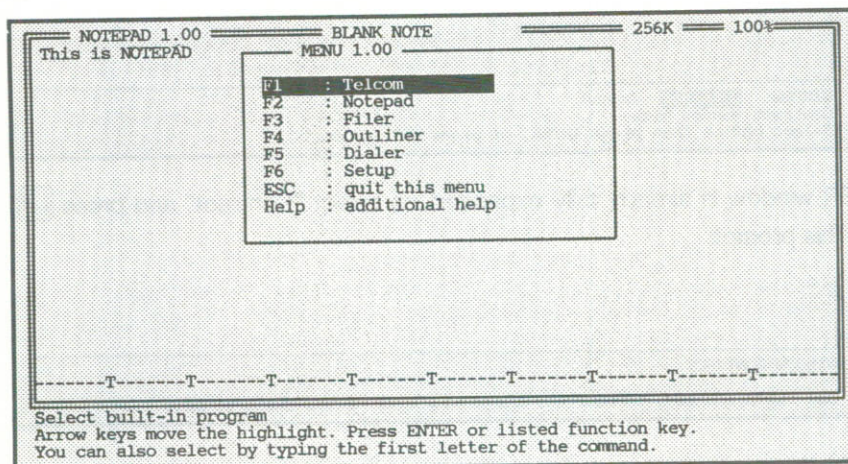 NOTEPAD 1.00 BLANK NOTE 256K 100%
This is NOTEPAD
MENU 1.00
F1 : Telcom
F2 : Notepad
F3 : Filer
F4 : Outliner
F5 : Dialer
F6 : Setup
ESC : quit this menu
Help : additional help
-------T-------T-------T-------T-------T-------T-------T-------T-------T--------
Select built-in program
Arrow keys move the highlight. Press ENTER or listed function key.
You can also select by typing the first letter of the command.